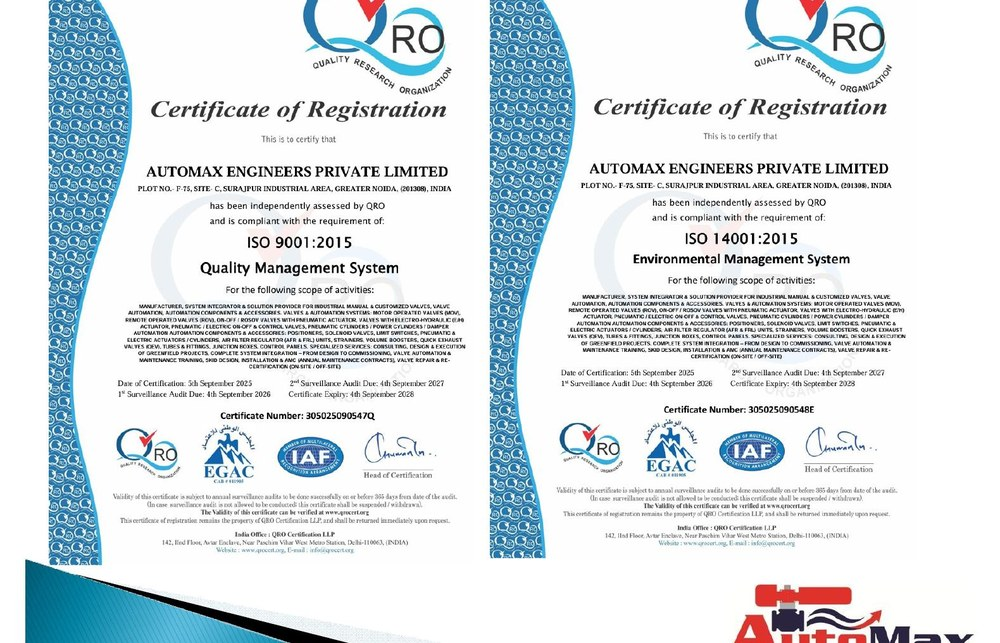 QRO
QUALITY RESEARCH ORGANIZATION
Certificate of Registration
This is to certify that
AUTOMAX ENGINEERS PRIVATE LIMITED
PLOT NO.- F-75, SITE- C, SURAJPUR INDUSTRIAL AREA, GREATER NOIDA, (201308), INDIA
has been independently assessed by QRO
and is compliant with the requirement of:
ISO 9001:2015
Quality Management System
For the following scope of activities:
MANUFACTURER, SYSTEM INTEGRATOR & SOLUTION PROVIDER FOR INDUSTRIAL MANUAL & CUSTOMIZED VALVES, VALVE
AUTOMATION, AUTOMATION COMPONENTS & ACCESSORIES. VALVES & AUTOMATION SYSTEMS: MOTOR OPERATED VALVES (MOV),
REMOTE OPERATED VALVES (ROV), ON-OFF / ROSOV VALVES WITH PNEUMATIC ACTUATOR, VALVES WITH ELECTRO-HYDRAULIC (E/H)
ACTUATOR, PNEUMATIC / ELECTRIC ON-OFF & CONTROL VALVES, PNEUMATIC CYLINDERS / POWER CYLINDERS / DAMPER
AUTOMATION AUTOMATION COMPONENTS & ACCESSORIES: POSITIONERS, SOLENOID VALVES, LIMIT SWITCHES, PNEUMATIC &
ELECTRIC ACTUATORS / CYLINDERS, AIR FILTER REGULATOR (AFR & FRL) UNITS, STRAINERS, VOLUME BOOSTERS, QUICK EXHAUST
VALVES (QEV), TUBES & FITTINGS, JUNCTION BOXES, CONTROL PANELS. SPECIALIZED SERVICES: CONSULTING, DESIGN & EXECUTION
OF GREENFIELD PROJECTS. COMPLETE SYSTEM INTEGRATION – FROM DESIGN TO COMMISSIONING, VALVE AUTOMATION &
MAINTENANCE TRAINING, SKID DESIGN, INSTALLATION & AMC (ANNUAL MAINTENANCE CONTRACTS), VALVE REPAIR & RE-
CERTIFICATION (ON-SITE / OFF-SITE)
Date of Certification: 5th September 2025 2nd Surveillance Audit Due: 4th September 2027
1st Surveillance Audit Due: 4th September 2026 Certificate Expiry: 4th September 2028
Certificate Number: 305025090547Q
QRO
QUALITY RESEARCH ORGANIZATION
EGAC
IAF
Head of Certification
Validity of this certificate is subject to annual surveillance audits to be done successfully on or before 365 days from date of the audit.
(In case surveillance audit is not allowed to be conducted; this certificate shall be suspended / withdrawn).
The Validity of this certificate can be verified at www.qrocert.org
This certificate of registration remains the property of QRO Certification LLP, and shall be returned immediately upon request.
India Office : QRO Certification LLP
142, IInd Floor, Avtar Enclave, Near Paschim Vihar West Metro Station, Delhi-110063, (INDIA)
Website : www.qrocert.org, E-mail : info@qrocert.org
QRO
QUALITY RESEARCH ORGANIZATION
Certificate of Registration
This is to certify that
AUTOMAX ENGINEERS PRIVATE LIMITED
PLOT NO.- F-75, SITE- C, SURAJPUR INDUSTRIAL AREA, GREATER NOIDA, (201308), INDIA
has been independently assessed by QRO
and is compliant with the requirement of:
ISO 14001:2015
Environmental Management System
For the following scope of activities:
MANUFACTURER, SYSTEM INTEGRATOR & SOLUTION PROVIDER FOR INDUSTRIAL MANUAL & CUSTOMIZED VALVES, VALVE
AUTOMATION, AUTOMATION COMPONENTS & ACCESSORIES. VALVES & AUTOMATION SYSTEMS: MOTOR OPERATED VALVES (MOV),
REMOTE OPERATED VALVES (ROV), ON-OFF / ROSOV VALVES WITH PNEUMATIC ACTUATOR, VALVES WITH ELECTRO-HYDRAULIC (E/H)
ACTUATOR, PNEUMATIC / ELECTRIC ON-OFF & CONTROL VALVES, PNEUMATIC CYLINDERS / POWER CYLINDERS / DAMPER
AUTOMATION AUTOMATION COMPONENTS & ACCESSORIES: POSITIONERS, SOLENOID VALVES, LIMIT SWITCHES, PNEUMATIC &
ELECTRIC ACTUATORS / CYLINDERS, AIR FILTER REGULATOR (AFR & FRL) UNITS, STRAINERS, VOLUME BOOSTERS, QUICK EXHAUST
VALVES (QEV), TUBES & FITTINGS, JUNCTION BOXES, CONTROL PANELS. SPECIALIZED SERVICES: CONSULTING, DESIGN & EXECUTION
OF GREENFIELD PROJECTS. COMPLETE SYSTEM INTEGRATION – FROM DESIGN TO COMMISSIONING, VALVE AUTOMATION &
MAINTENANCE TRAINING, SKID DESIGN, INSTALLATION & AMC (ANNUAL MAINTENANCE CONTRACTS), VALVE REPAIR & RE-
CERTIFICATION (ON-SITE / OFF-SITE)
Date of Certification: 5th September 2025 2nd Surveillance Audit Due: 4th September 2027
1st Surveillance Audit Due: 4th September 2026 Certificate Expiry: 4th September 2028
Certificate Number: 305025090548E
QRO
QUALITY RESEARCH ORGANIZATION
EGAC
IAF
Head of Certification
Validity of this certificate is subject to annual surveillance audits to be done successfully on or before 365 days from date of the audit.
(In case surveillance audit is not allowed to be conducted; this certificate shall be suspended / withdrawn).
The Validity of this certificate can be verified at www.qrocert.org
This certificate of registration remains the property of QRO Certification LLP, and shall be returned immediately upon request.
India Office : QRO Certification LLP
142, IInd Floor, Avtar Enclave, Near Paschim Vihar West Metro Station, Delhi-110063, (INDIA)
Website : www.qrocert.org, E-mail : info@qrocert.org
AutoMax